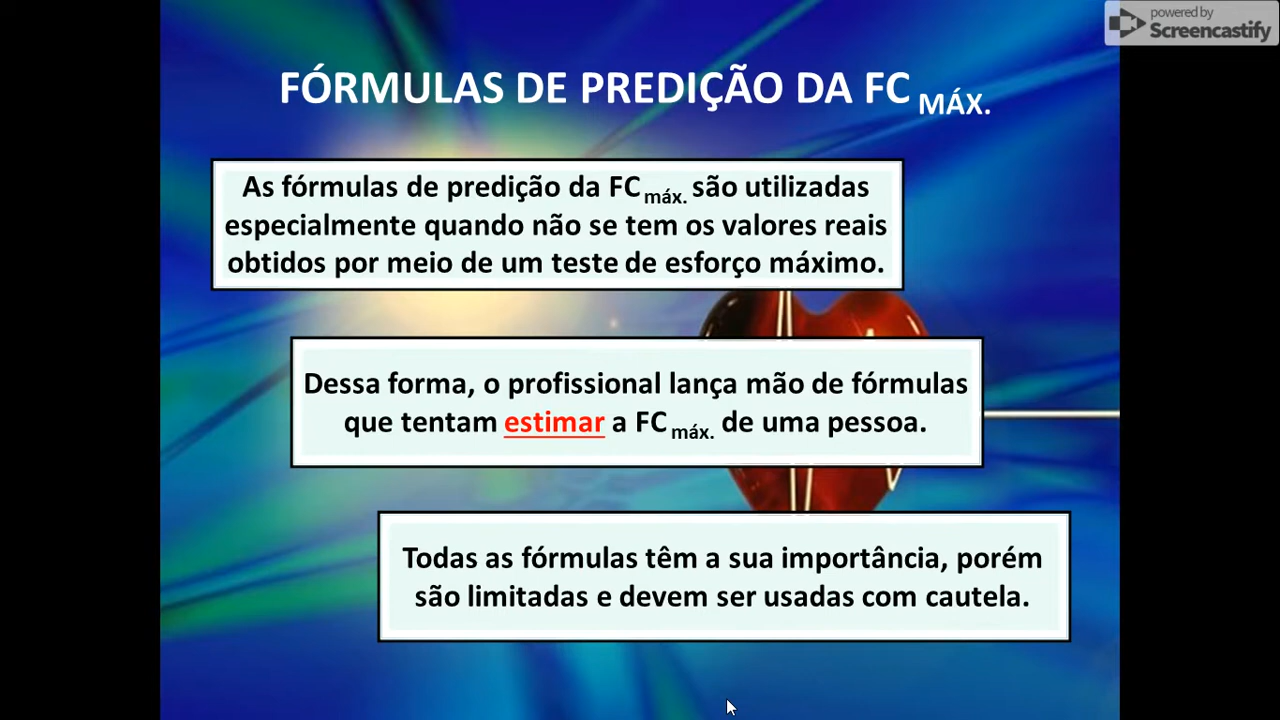 powered by
Screencastify
FÓRMULAS DE PREDIÇÃO DA FC MÁX.
As fórmulas de predição da FC máx. são utilizadas
especialmente quando não se tem os valores reais
obtidos por meio de um teste de esforço máximo.
Dessa forma, o profissional lança mão de fórmulas
que tentam estimar a FC máx. de uma pessoa.
Todas as fórmulas têm a sua importância, porém
são limitadas e devem ser usadas com cautela.